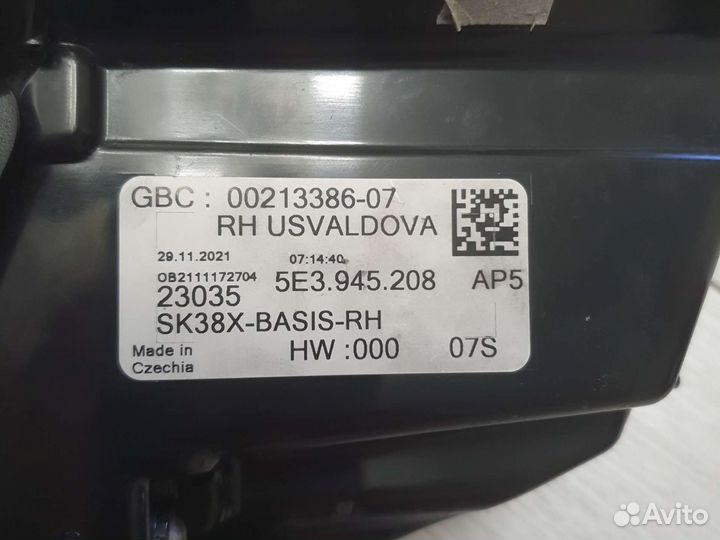 GBC : 00213386-07
RH USVALDOVA
29.11.2021 07:14:40
OB2111172704 5E3.945.208 AP5
23035
SK38X-BASIS-RH
Made in Czechia HW :000 07S
Avito